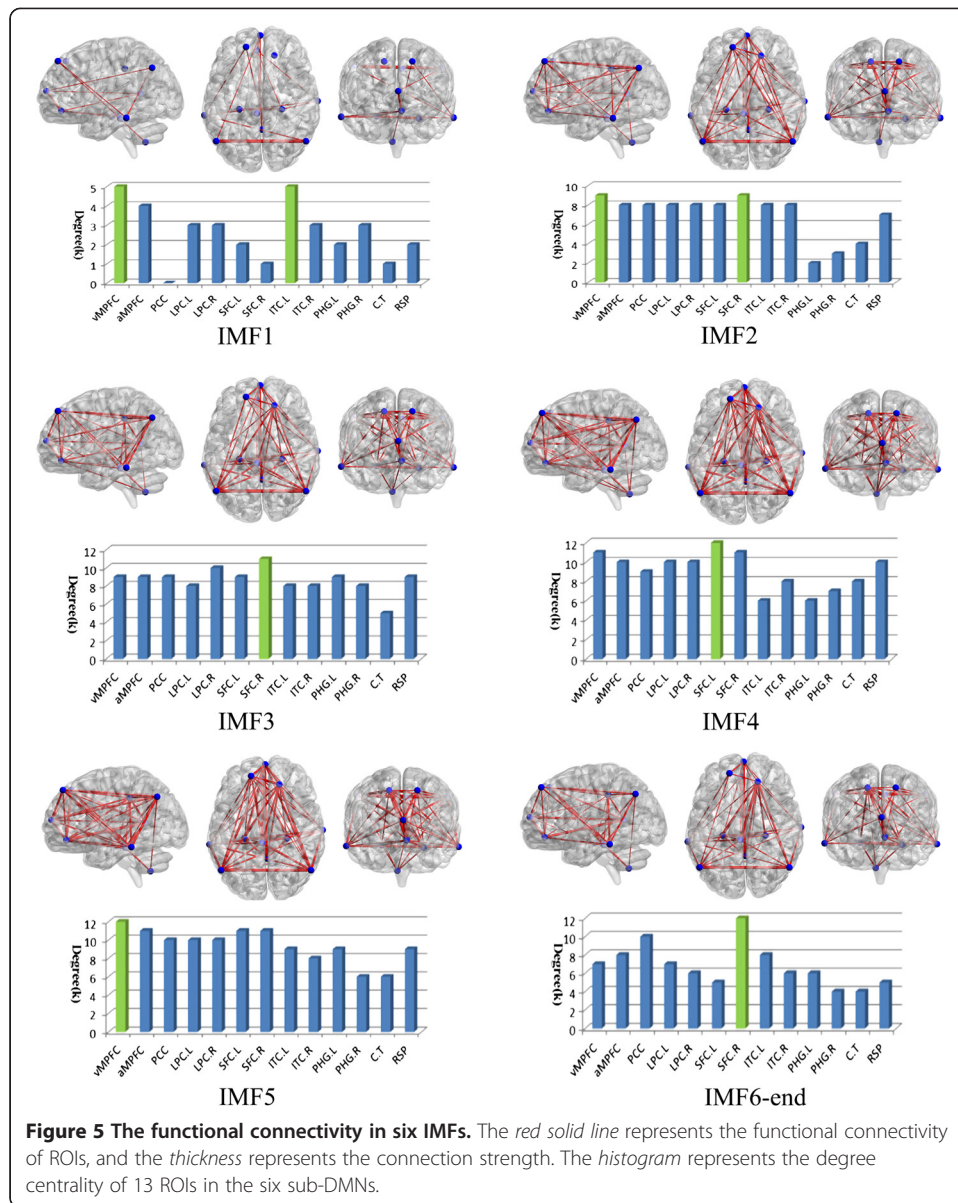 5
4
3
2
1
0
Degree(k)
vMPFC aMPFC PCC LPC.L LPC.R SFC.L SFC.R ITC.L ITC.R PHG.L PHG.R C.T RSP
IMF1
10
8
6
4
2
0
Degree(k)
vMPFC aMPFC PCC LPC.L LPC.R SFC.L SFC.R ITC.L ITC.R PHG.L PHG.R C.T RSP
IMF2
12
10
8
6
4
2
0
Degree(k)
vMPFC aMPFC PCC LPC.L LPC.R SFC.L SFC.R ITC.L ITC.R PHG.L PHG.R C.T RSP
IMF3
12
10
8
6
4
2
0
Degree(k)
vMPFC aMPFC PCC LPC.L LPC.R SFC.L SFC.R ITC.L ITC.R PHG.L PHG.R C.T RSP
IMF4
12
10
8
6
4
2
0
Degree(k)
vMPFC aMPFC PCC LPC.L LPC.R SFC.L SFC.R ITC.L ITC.R PHG.L PHG.R C.T RSP
IMF5
12
10
8
6
4
2
0
Degree(k)
vMPFC aMPFC PCC LPC.L LPC.R SFC.L SFC.R ITC.L ITC.R PHG.L PHG.R C.T RSP
IMF6-end
Figure 5 The functional connectivity in six IMFs. The red solid line represents the functional connectivity
of ROIs, and the thickness represents the connection strength. The histogram represents the degree
centrality of 13 ROIs in the six sub-DMNs.